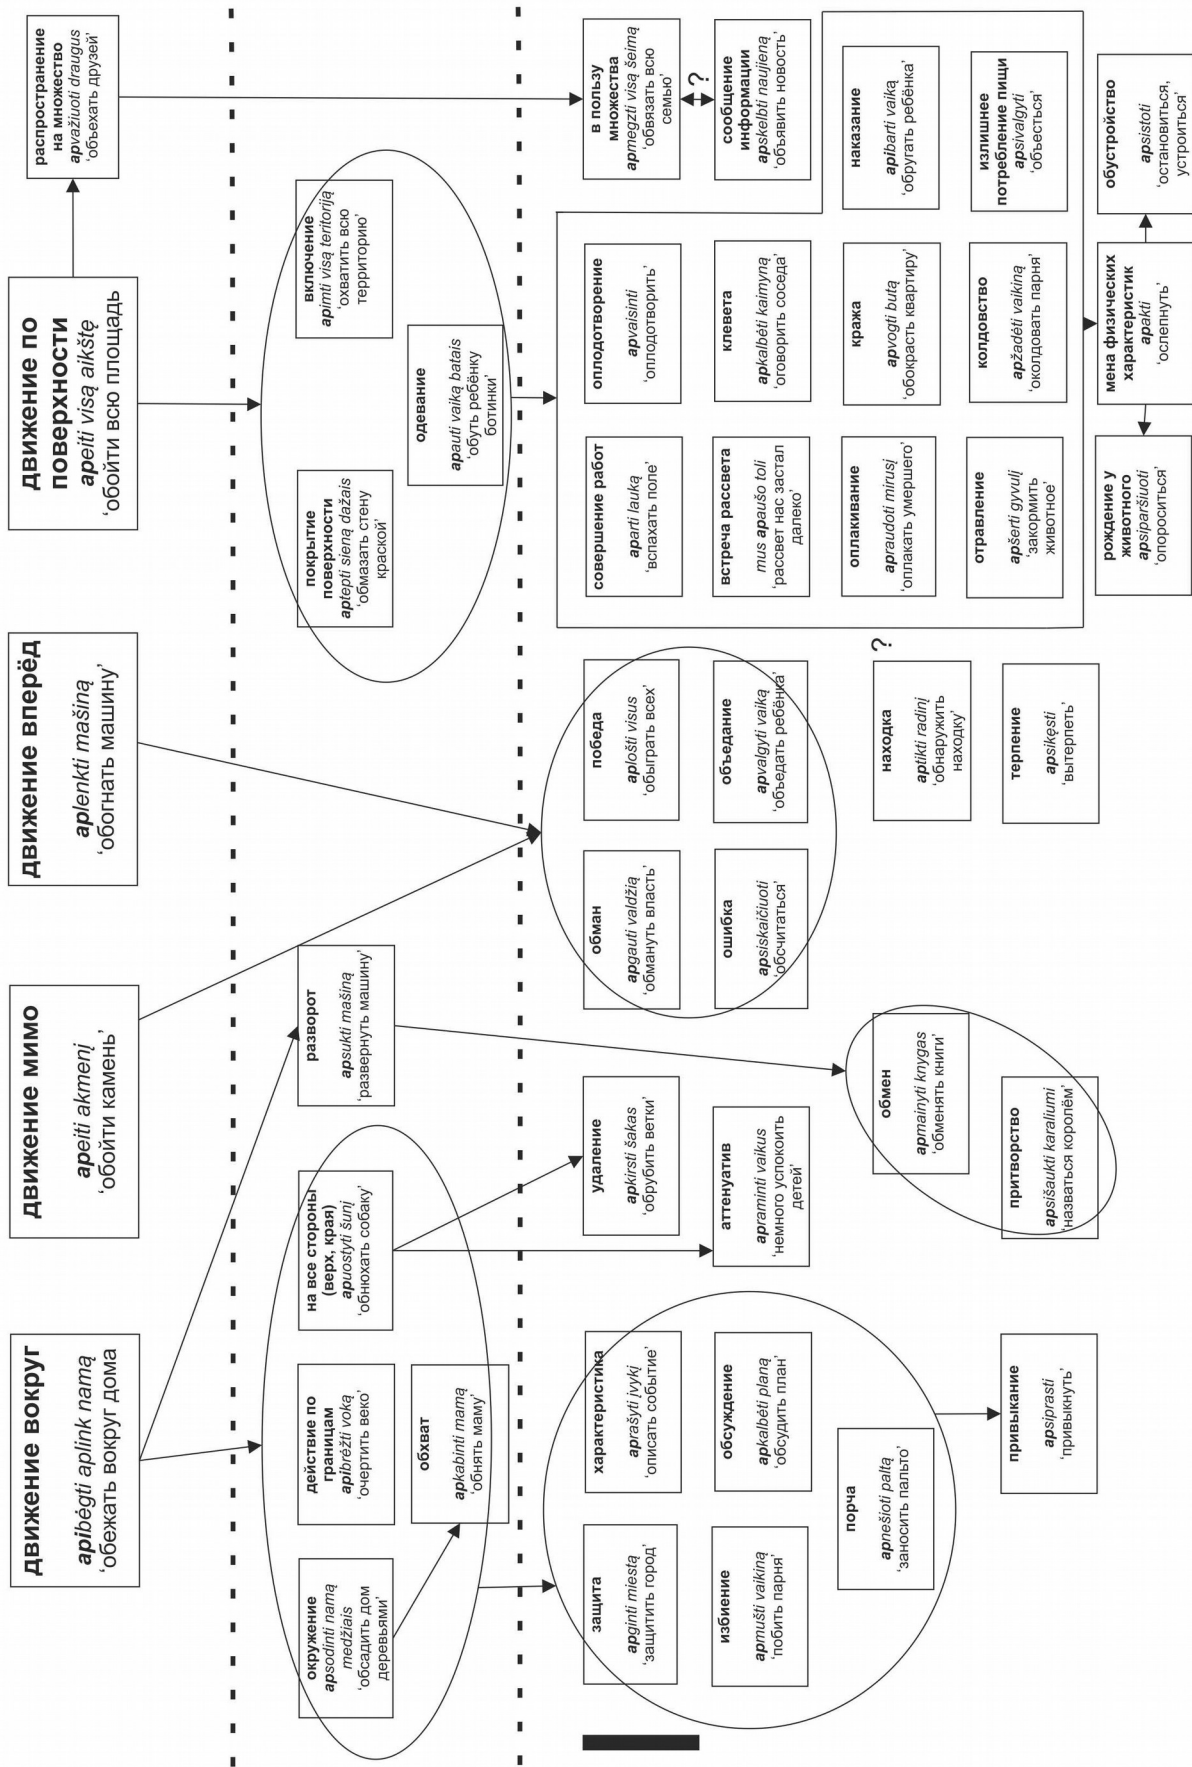 движение вокруг
apibėgti aplink namą
‘обежать вокруг дома
движение мимо
apeiti akmenį
‘обойти камень’
движение вперёд
aplenkti mašiną
‘обогнать машину’
движение по
поверхности
apeiti visą aikštę
‘обойти всю площадь
распространение
на множество
apvažiuoti draugus
‘объехать друзей’
окружение
apsodinti namą
medžiais
‘обсадить дом
деревьями’
действие по
границам
apibrėžti voką
‘очертить веко’
на все стороны
(верх, края)
apuostyti šunį
‘обнюхать собаку’
обхват
apkabinti mamą
‘обнять маму’
разворот
apsukti mašiną
‘развернуть машину’
покрытие
поверхности
aptepti sieną dažais
‘обмазать стену
краской’
включение
apimti visą teritoriją
‘охватить всю
территорию’
одевание
apauti vaiką batais
‘обуть ребёнку
ботинки’
защита
apginti miestą
‘защитить город’
характеристика
aprašyti įvykį
‘описать событие’
избиение
apmušti vaikiną
‘побить парня’
обсуждение
apkalbėti planą
‘обсудить план’
порча
apnešioti paltą
‘заносить пальто’
привыкание
apsiprasti
‘привыкнуть’
удаление
apkirsti šakas
‘обрубить ветки’
аттенуатив
apraminti vaikus
‘немного успокоить
детей’
обмен
apmainyti knygas
‘обменять книги’
притворство
apsišaukti karaliumi
‘назваться королём’
обман
apgauti valdžią
‘обмануть власть’
победа
aplošti visus
‘обыграть всех’
ошибка
apsiskaičiuoti
‘обсчитаться’
объедание
apvalgyti vaiką
‘объедать ребёнка’
?
находка
aptikti radinį
‘обнаружить
находку’
терпение
apsikęsti
‘вытерпеть’
совершение работ
aparti lauką
‘вспахать поле’
оплодотворение
apvaisinti
‘оплодотворить’
встреча рассвета
mus apaušo toli
‘рассвет нас застал
далеко’
клевета
apkalbėti kaimyną
‘оговорить соседа’
оплакивание
apraudoti mirusį
‘оплакать умершего’
кража
apvogti butą
‘обокрасть квартиру’
наказание
apibarti vaiką
‘обругать ребёнка’
отравление
apšerti gyvulį
‘закормить
животное’
колдовство
apžadėti vaikiną
‘околдовать парня’
излишнее
потребление пищи
apsivalgyti
‘объесться’
в пользу
множества
apmegzti visą šeimą
‘обвязать всю
семью’
?
сообщение
информации
apskelbti naujieną
‘объявить новость’
рождение у
животного
apsiparšiuoti
‘опороситься’
мена физических
характеристик
apakti
‘ослепнуть’
обустройство
apsistoti
‘остановиться,
устроиться’